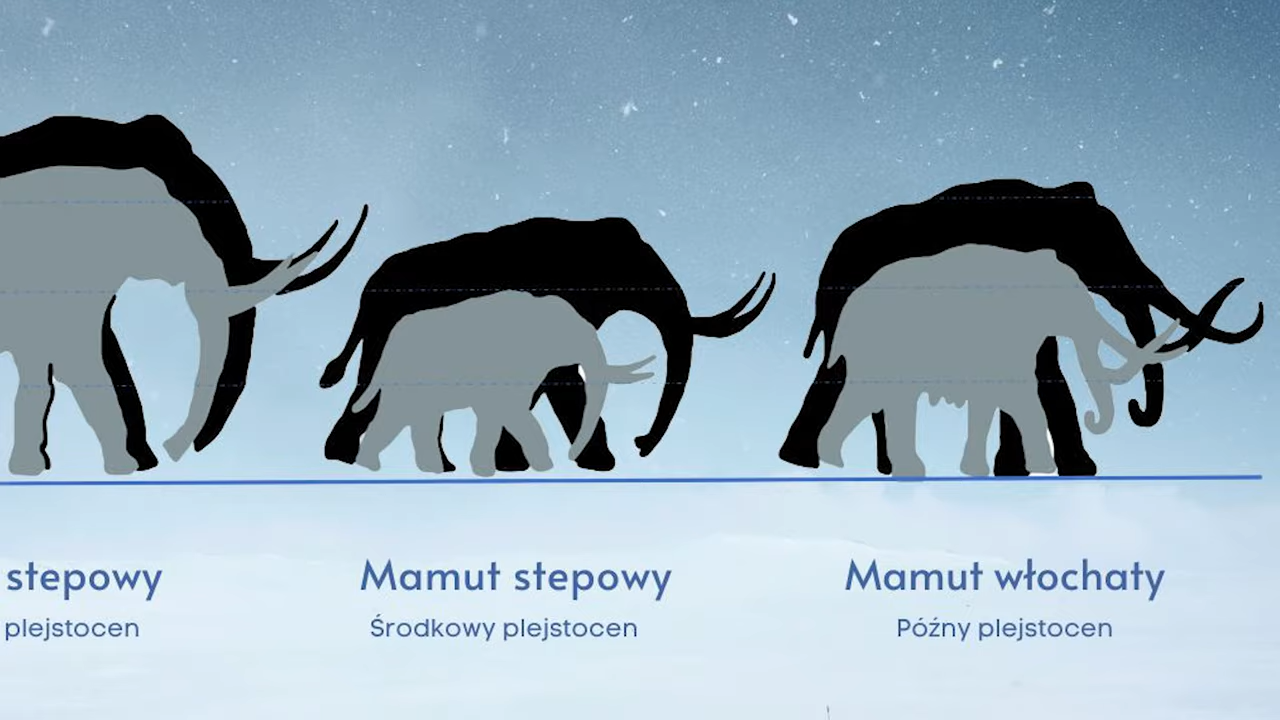 stepowy
plejstocen
Mamut stepowy
Środkowy plejstocen
Mamut włochaty
Późny plejstocen